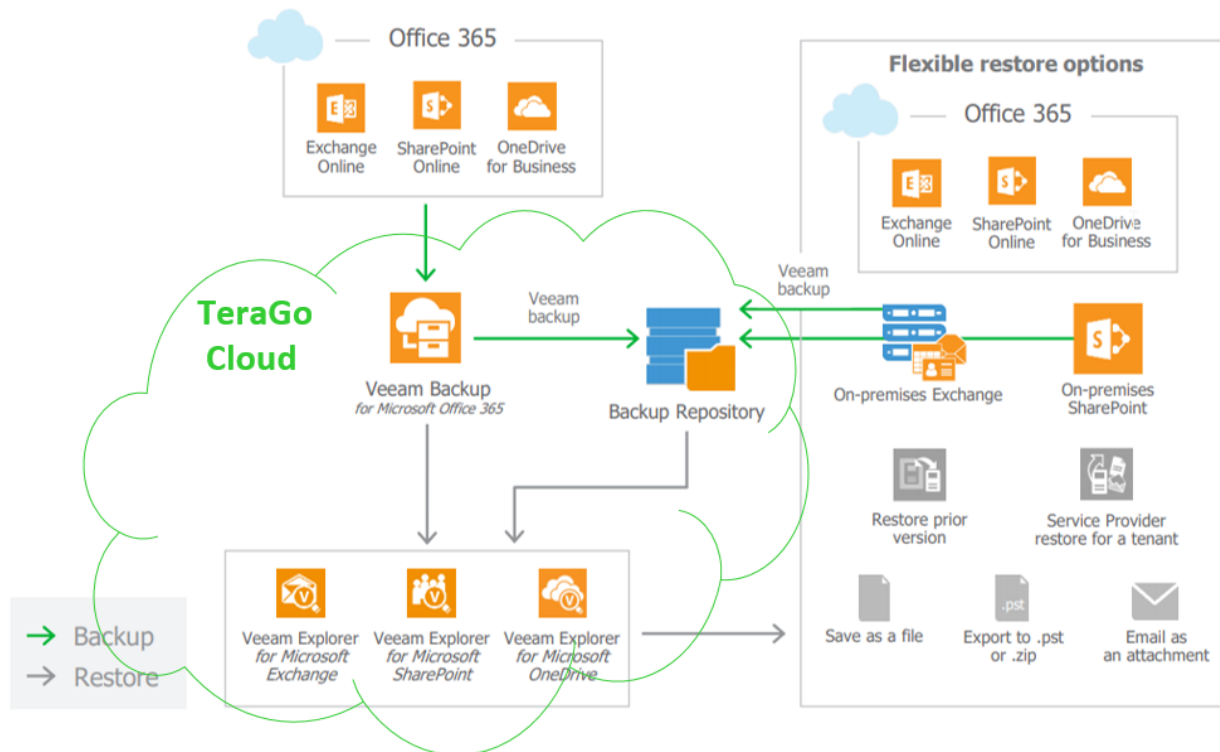 Office 365
Exchange
Online
SharePoint
Online
OneDrive
for Business
TeraGo
Cloud
Veeam Backup
for Microsoft Office 365
Veeam
backup
Backup Repository
Veeam Explorer
for Microsoft
Exchange
Veeam Explorer
for Microsoft
SharePoint
Veeam Explorer
for Microsoft
OneDrive
Backup
Restore
Flexible restore options
Office 365
Exchange
Online
SharePoint
Online
OneDrive
for Business
Veeam
backup
On-premises Exchange
On-premises
SharePoint
Restore prior
version
Service Provider
restore for a tenant
Save as a file
.pst
Export to .pst
or .zip
Email as
an attachment